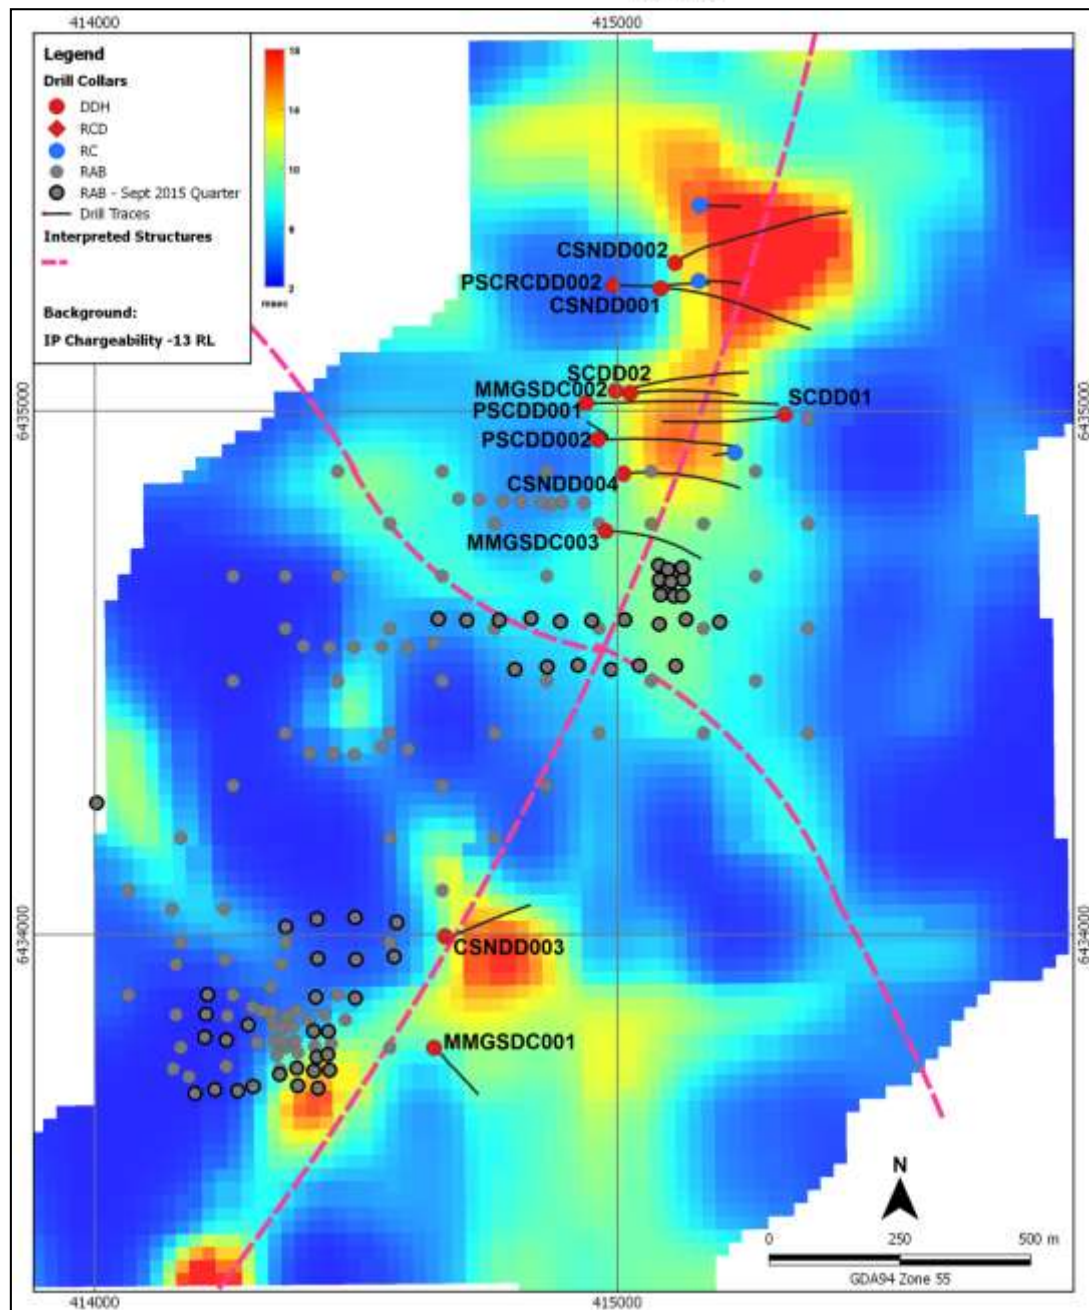 414000
415000
Legend
Drill Collars
DDH
RCD
RC
RAB
RAB - Sept 2015 Quarter
Drill Traces
Interpreted Structures
Background:
IP Chargeability -13 RL
18
14
10
6
2
msec
CSNDD002
PSCRCDD002
CSNDD001
SCDD02
MMGSDC002
SCDD01
PSCDD001
6435000
6435000
PSCDD002
CSNDD004
MMGSDC003
6434000
6434000
CSNDD003
MMGSDC001
N
0
250
500 m
GDA94 Zone 55
414000
415000